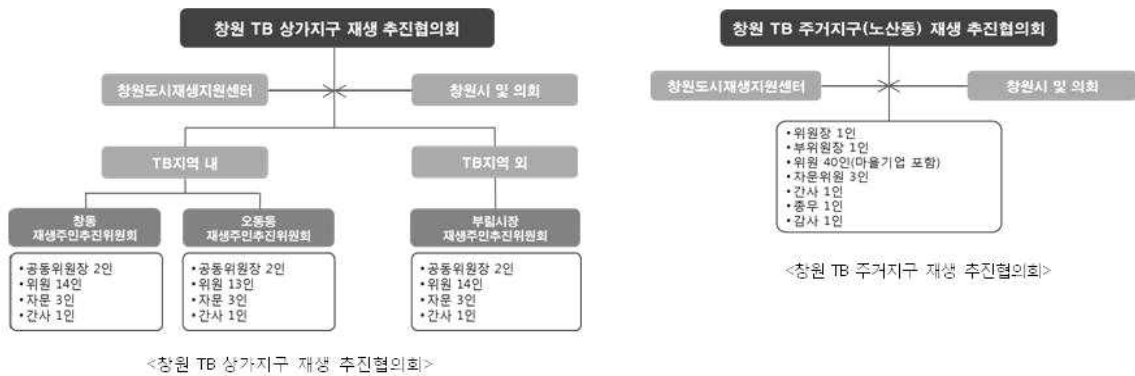 창원 TB 상가지구 재생 추진협의회
창원도시재생지원센터
창원시 및 의회
TB지역 내
TB지역 외
창동
재생주민추진위원회
오동동
재생주민추진위원회
부림시장
재생주민추진위원회
•공동위원장 2인
•위원 14인
•자문 3인
•간사 1인
•공동위원장 2인
•위원 13인
•자문 3인
•간사 1인
•공동위원장 2인
•위원 14인
•자문 3인
•간사 1인
<창원 TB 상가지구 재생 추진협의회>
창원 TB 주거지구(노산동) 재생 추진협의회
창원도시재생지원센터
창원시 및 의회
•위원장 1인
•부위원장 1인
•위원 40인(마을기업 포함)
•자문위원 3인
•간사 1인
•총무 1인
•감사 1인
<창원 TB 주거지구 재생 추진협의회>